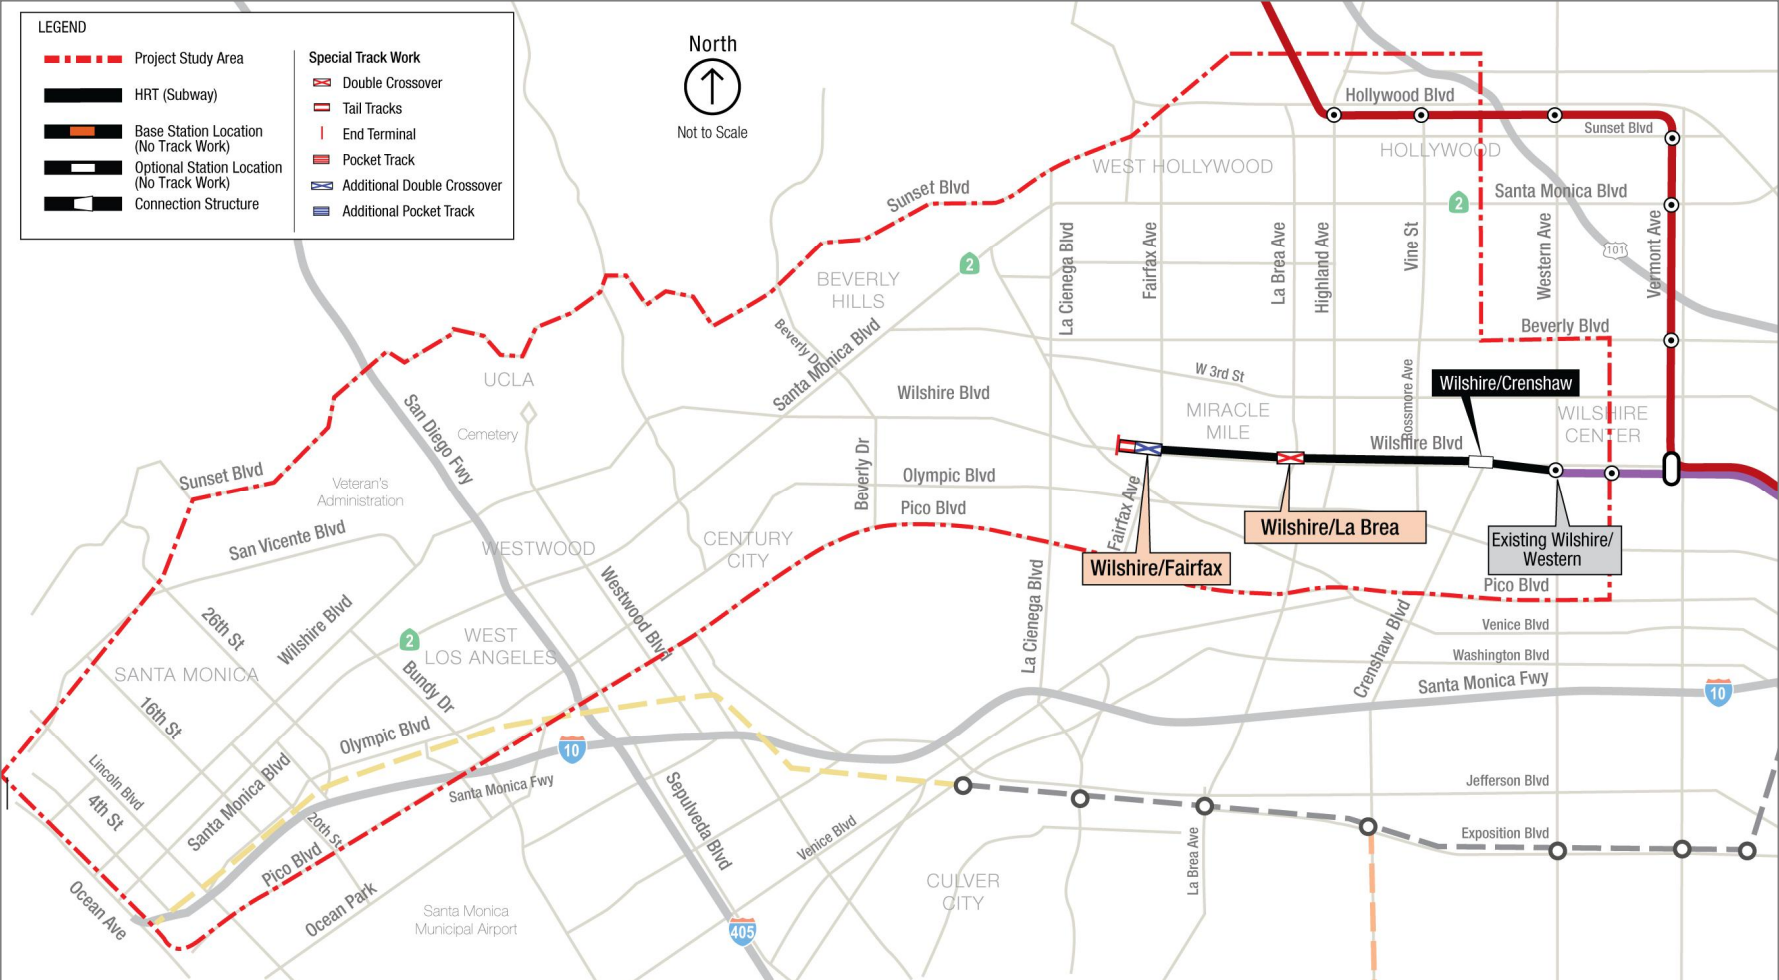 LEGEND
Project Study Area
HRT (Subway)
Base Station Location
(No Track Work)
Optional Station Location
(No Track Work)
Connection Structure
Special Track Work
Double Crossover
Tail Tracks
End Terminal
Pocket Track
Additional Double Crossover
Additional Pocket Track
North
Not to Scale
Hollywood Blvd
Sunset Blvd
HOLLYWOOD
WEST HOLLYWOOD
Sunset Blvd
2
Santa Monica Blvd
La Cienega Blvd
Fairfax Ave
La Brea Ave
Highland Ave
Vine St
Western Ave
Vermont Ave
101
2
BEVERLY
HILLS
Beverly Dr
Santa Monica Blvd
Beverly Blvd
W 3rd St
Rossmore Ave
Wilshire/Crenshaw
UCLA
Wilshire Blvd
MIRACLE
MILE
WILSHIRE
CENTER
San Diego Fwy
Cemetery
Wilshire Blvd
Beverly Dr
Sunset Blvd
Veteran's
Administration
Olympic Blvd
Pico Blvd
Fairfax Ave
Wilshire/La Brea
Existing Wilshire/
Western
San Vicente Blvd
WESTWOOD
CENTURY
CITY
Wilshire/Fairfax
Pico Blvd
Westwood Blvd
La Cienega Blvd
Crenshaw Blvd
26th St
Wilshire Blvd
2
WEST
LOS ANGELES
Venice Blvd
Washington Blvd
SANTA MONICA
Bundy Dr
Santa Monica Fwy
10
16th St
Olympic Blvd
10
Lincoln Blvd
Santa Monica Blvd
Santa Monica Fwy
Sepulveda Blvd
Jefferson Blvd
4th St
20th St
Venice Blvd
Exposition Blvd
Pico Blvd
La Brea Ave
Ocean Ave
Ocean Park
Santa Monica
Municipal Airport
CULVER
CITY
405